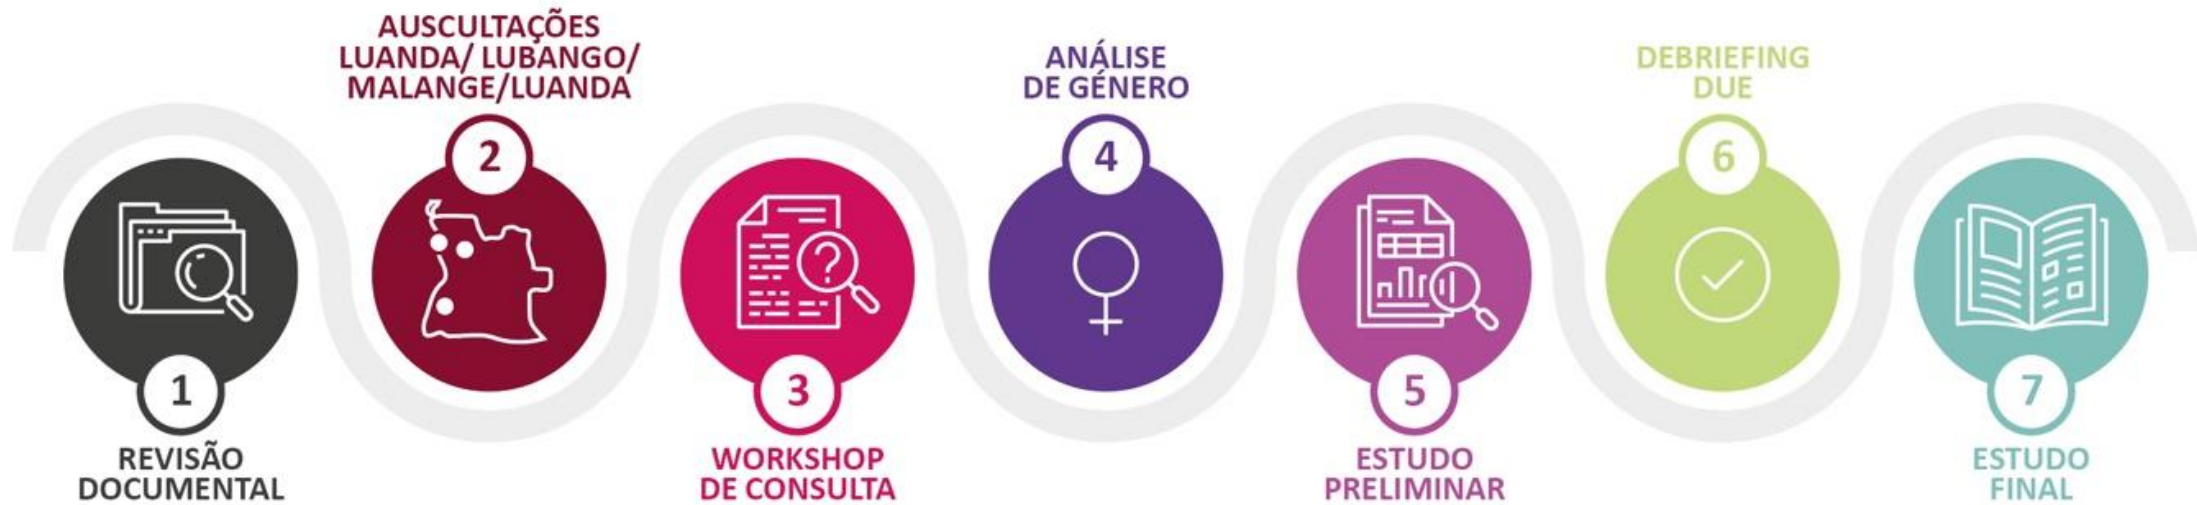 1
REVISÃO
DOCUMENTAL
AUSCULTAÇÕES
LUANDA/ LUBANGO/
MALANGE/LUANDA
2
3
WORKSHOP
DE CONSULTA
ANÁLISE
DE GÉNERO
4
5
ESTUDO
PRELIMINAR
DEBRIEFING
DUE
6
7
ESTUDO
FINAL